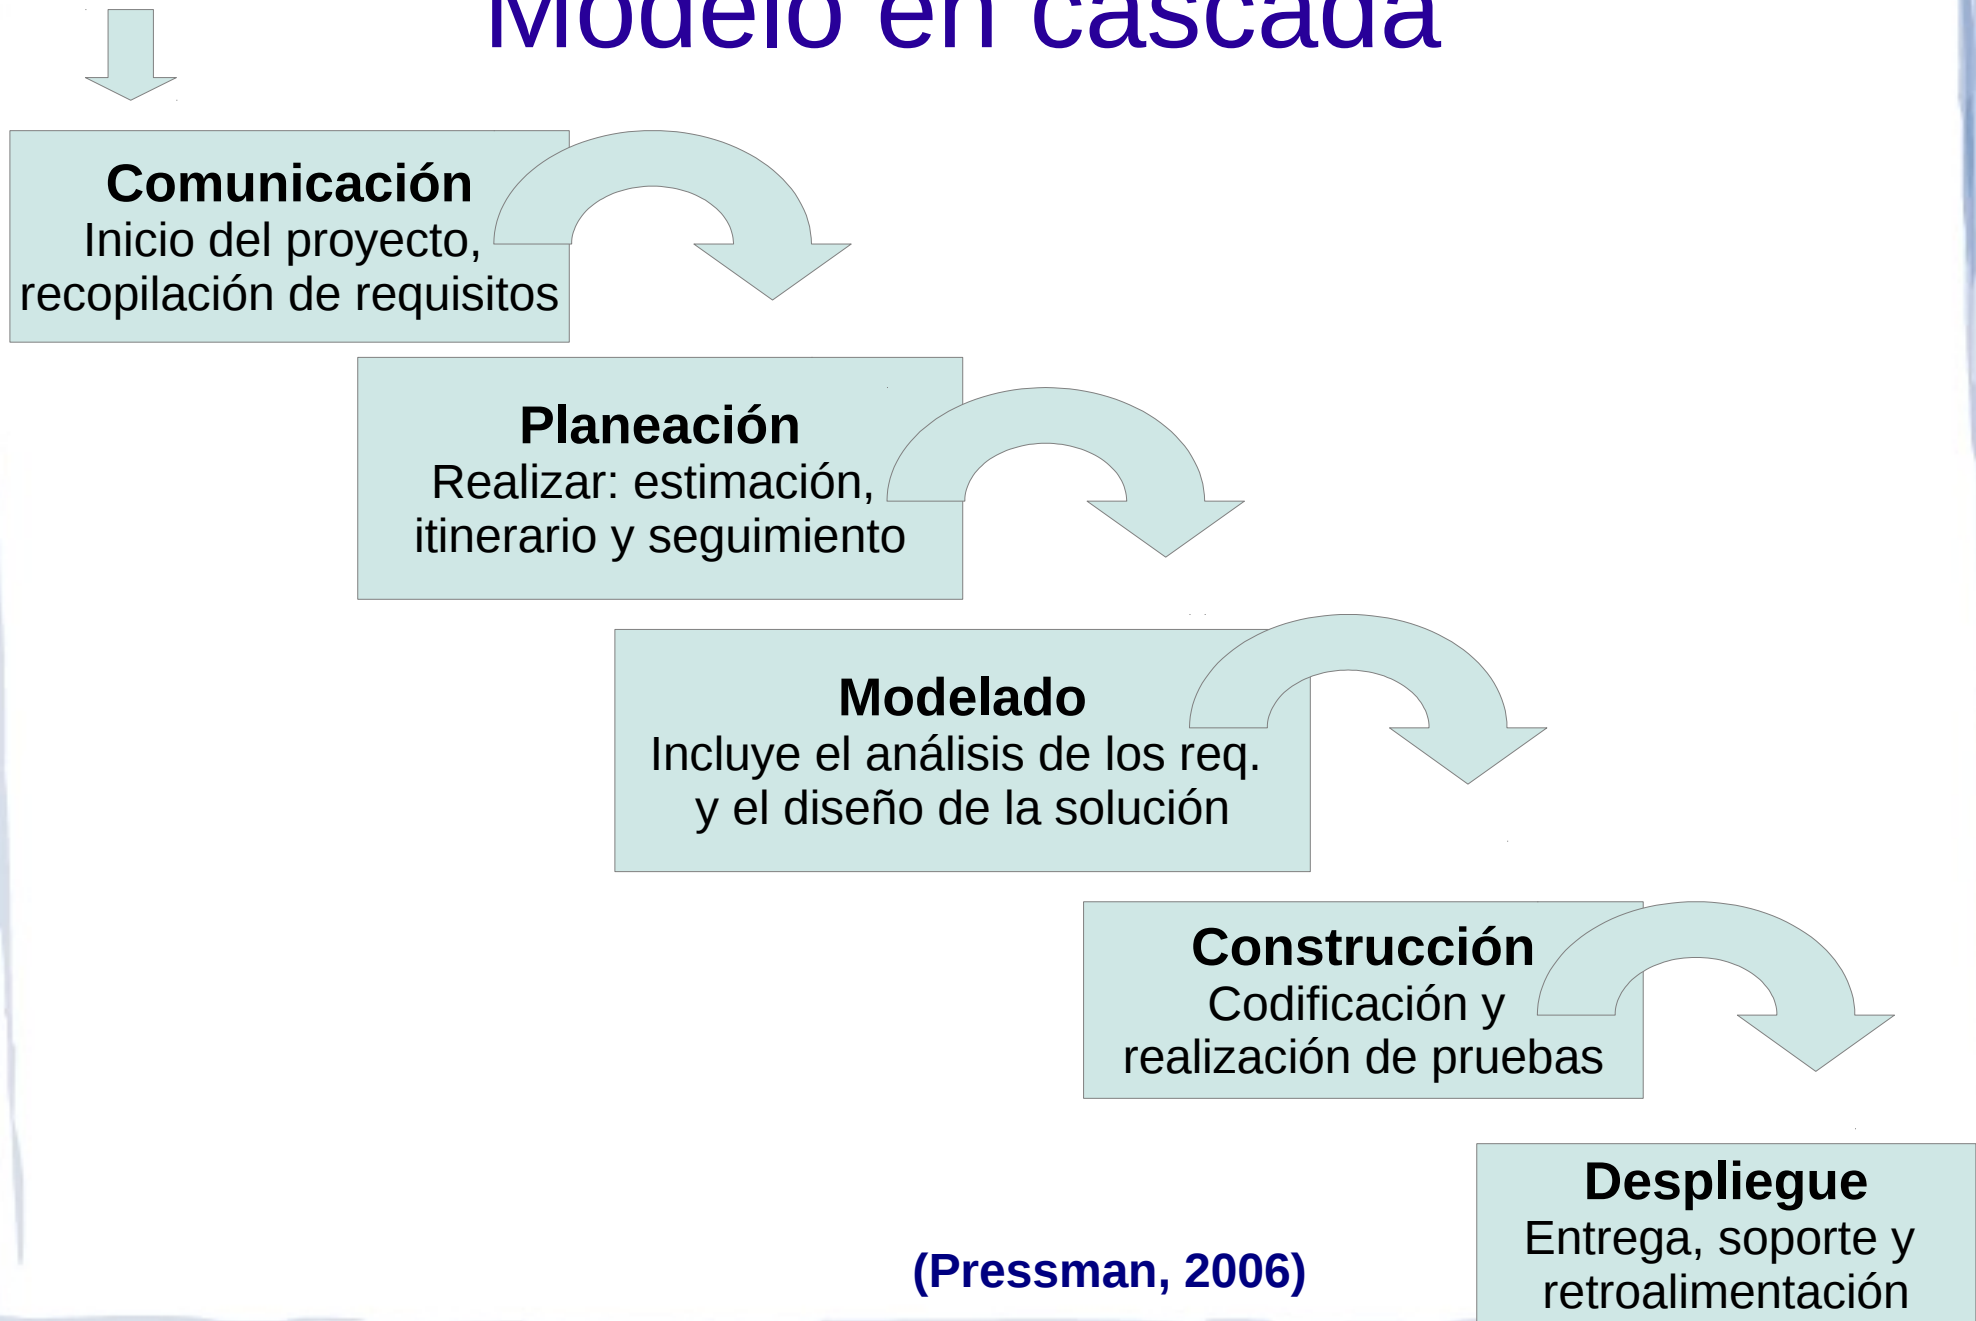 Modelo en cascada
Comunicación
Inicio del proyecto,
recopilación de requisitos
Planeación
Realizar: estimación,
itinerario y seguimiento
Modelado
Incluye el análisis de los req.
y el diseño de la solución
Construcción
Codificación y
realización de pruebas
Despliegue
Entrega, soporte y
retroalimentación
(Pressman, 2006)